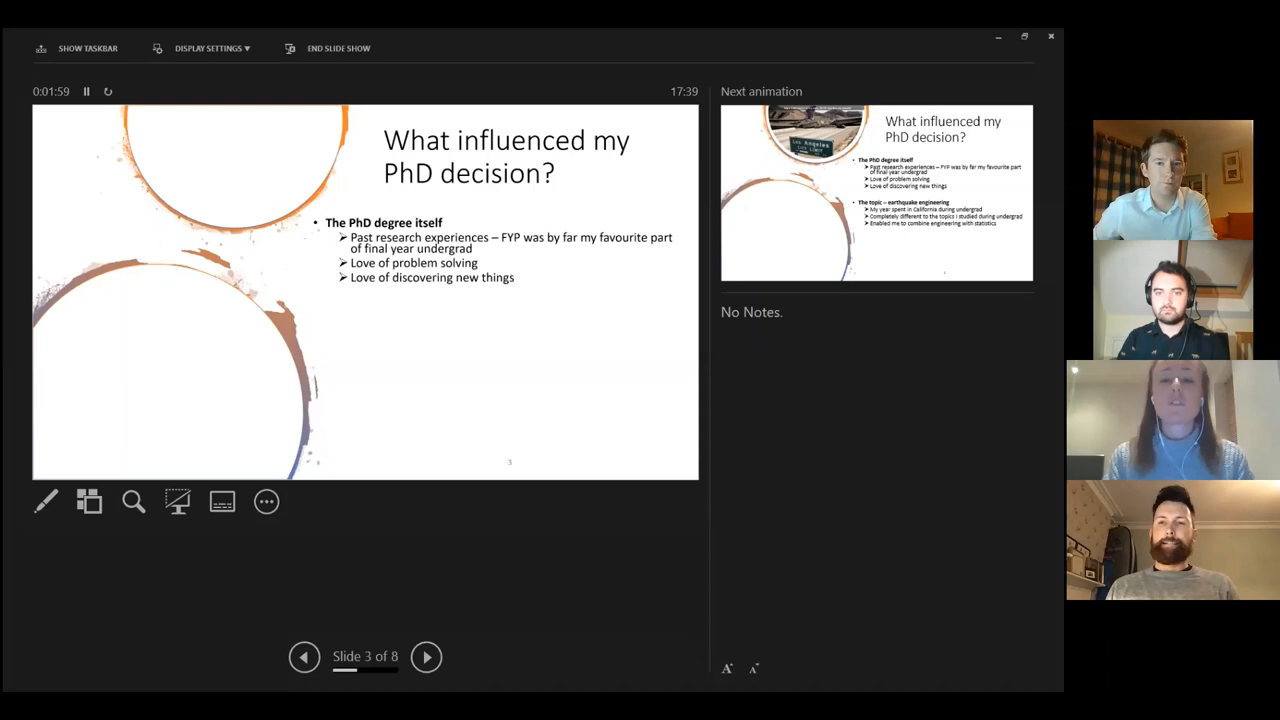 SHOW TASKBAR
DISPLAY SETTINGS ▼
END SLIDE SHOW
0:01:59
17:39
What influenced my
PhD decision?
• The PhD degree itself
➢ Past research experiences – FYP was by far my favourite part
of final year undergrad
➢ Love of problem solving
➢ Love of discovering new things
3
Next animation
Los Angeles
What influenced my
PhD decision?
• The PhD degree itself
➢ Past research experiences – FYP was by far my favourite part
of final year undergrad
➢ Love of problem solving
➢ Love of discovering new things
• The topic – earthquake engineering
➢ My year spent in California during undergrad
➢ Completely different to the topics I studied during undergrad
➢ Enabled me to combine engineering with statistics
No Notes.
Slide 3 of 8
A
A